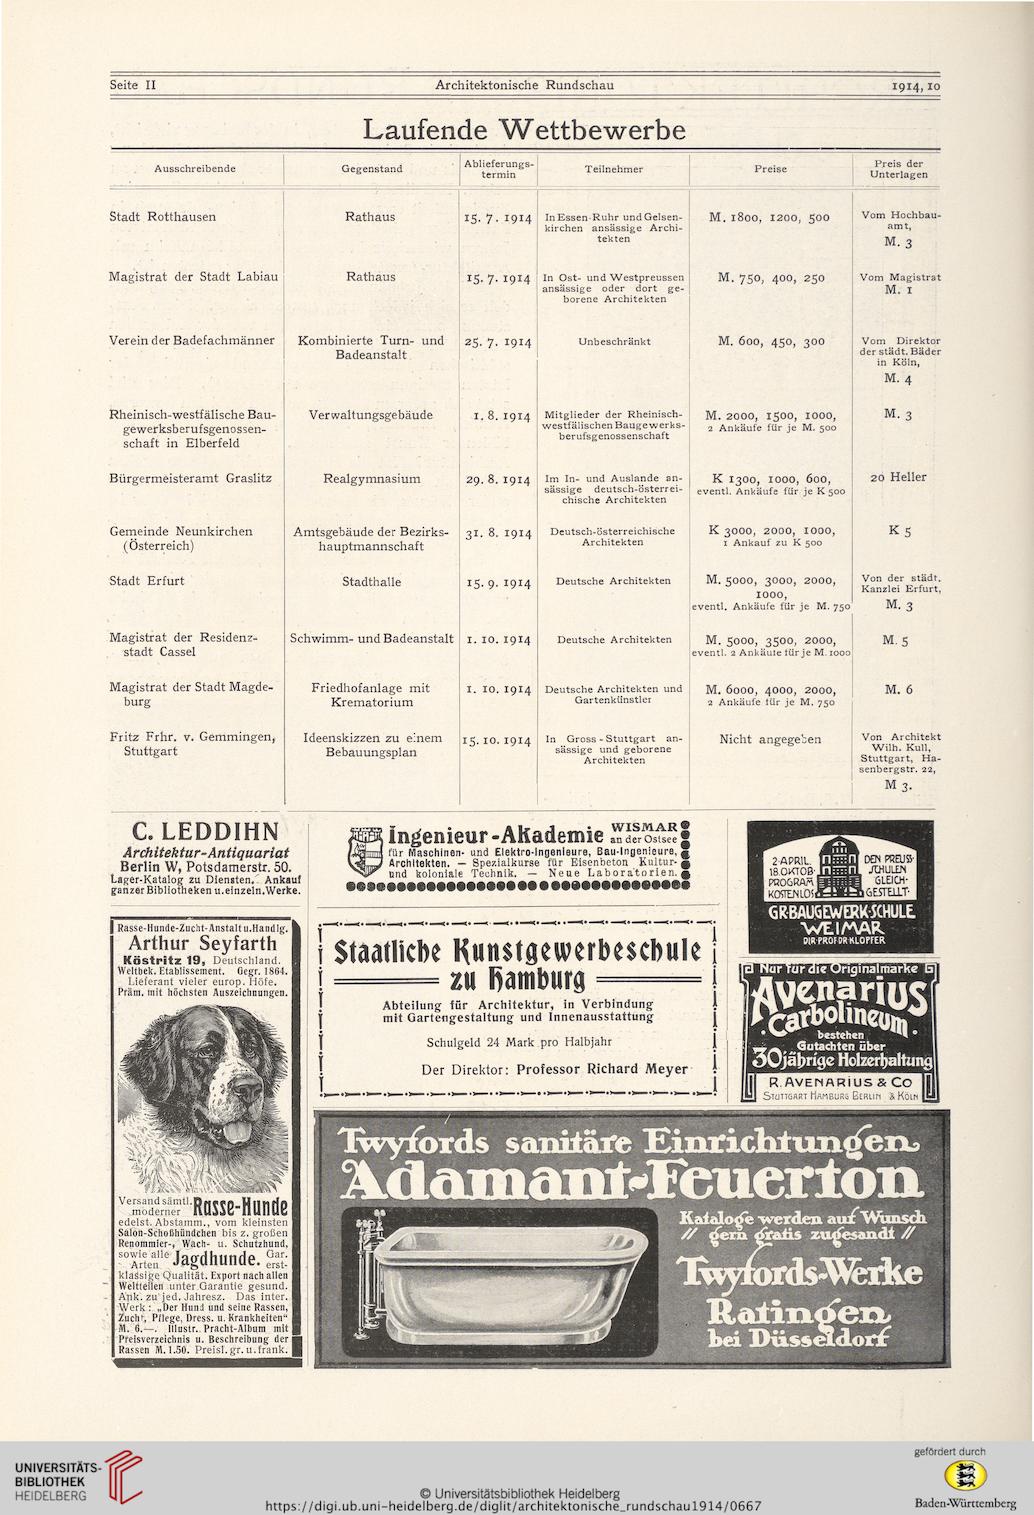 Seite II Architektonische Rundschau 1914, 10
Laufende Wettbewerbe
Ausschreibende Gegenstand Ablieferungs- Teilnehmer Preise Preis der
termin Unterlagen
Stadt Rotthausen Rathaus 15. 7. 1914 In Essen-Ruhr und Gelsen- M. 1800, 1200, 500 Vom Hochbau-
kirchen ansässige Archi- amt,
tekten M. 3
Magistrat der Stadt Labiau Rathaus 15. 7. 1914 In Ost- und Westpreussen M. 750, 400, 250 Vom Magistrat
ansässige oder dort ge- M. 1
borene Architekten
Verein der Badefachmänner Kombinierte Turn- und 25. 7. 1914 Unbeschränkt M. 600, 450, 300 Vom Direktor
Badeanstalt der städt. Bäder
in Köln,
M. 4
Rheinisch-westfälische Bau- Verwaltungsgebäude 1. 8. 1914 Mitglieder der Rheinisch- M. 2000, 1500, 1000, M. 3
gewerksberufsgenossen- westfälischen Baugewerks- 2 Ankäufe für je M. 500
schaft in Elberfeld berufsgenossenschaft
Bürgermeisteramt Graslitz Realgymnasium 29. 8. 1914 Im In- und Auslande an- K 1300, 1000, 600, 20 Heller
sässige deutsch-österrei- eventl. Ankäufe für je K 500
chische Architekten
Gemeinde Neunkirchen Amtsgebäude der Bezirks- 31. 8. 1914 Deutsch-österreichische K 3000, 2000, 1000, K 5
(Österreich) hauptmannschaft Architekten 1 Ankauf zu K 500
Stadt Erfurt Stadthalle 15. 9. 1914 Deutsche Architekten M. 5000, 3000, 2000, Von der städt.
1000, Kanzlei Erfurt,
eventl. Ankäufe für je M. 750 M. 3
Magistrat der Residenz- Schwimm- und Badeanstalt 1. 10. 1914 Deutsche Architekten M. 5000, 3500, 2000, M. 5
stadt Cassel eventl. 2 Ankäufe für je M. 1000
Magistrat der Stadt Magde- Friedhofanlage mit 1. 10. 1914 Deutsche Architekten und M. 6000, 4000, 2000, M. 6
burg Krematorium Gartenkünstler 2 Ankäufe für je M. 750
Fritz Frhr. v. Gemmingen, Ideenskizzen zu einem 15. 10. 1914 In Gross-Stuttgart an- Nicht angegeben Von Architekt
Stuttgart Bebauungsplan sässige und geborene Wilh. Kull,
Architekten Stuttgart, Ha-
senbergstr. 22,
M 3.
C. LEDDIHN
Architektur-Antiquariat
Berlin W, Potsdamerstr. 50.
Lager-Katalog zu Diensten. Ankauf
ganzer Bibliotheken u. einzeln. Werke.
Ingenieur-Akademie WISMAR
an der Ostsee
für Maschinen- und Elektro-Ingenieure, Bau-Ingenieure,
Architekten. — Spezialkurse für Eisenbeton Kultur-
und koloniale Technik. — Neue Laboratorien.
2. APRIL. DEN PREUSS-
18. OKTOB. SCHULEN
PROGRAM GLEICH-
KOSTENLOS GESTELLT-
GR. BAUGEWERK-SCHULE
WEIMAR
DIR. PROF. DR. KLOPFER
Rasse-Hunde-Zucht-Anstalt u. Handlg.
Arthur Seyfarth
Köstritz 19, Deutschland.
Weltbek. Etablissement. Gegr. 1864.
Lieferant vieler europ. Höfe.
Präm. mit höchsten Auszeichnungen.
Versand sämtl.
moderner Rasse-Hunde
edelst. Abstamm., vom kleinsten
Salon-Schoßhündchen bis z. großen
Renommier-, Wach- u. Schutzhund,
sowie alle Gar.
Arten Jagdhunde. erst-
klassige Qualität. Export nach allen
Weltteilen unter Garantie gesund.
Ank. zu jed. Jahresz. Das inter.
Werk: „Der Hund und seine Rassen,
Zucht, Pflege, Dress. u. Krankheiten“
M. 6.—. Illustr. Pracht-Album mit
Preisverzeichnis u. Beschreibung der
Rassen M. 1.50. Preisl. gr. u. frank.
Staatliche Kunstgewerbeschule
zu Hamburg
Abteilung für Architektur, in Verbindung
mit Gartengestaltung und Innenausstattung
Schulgeld 24 Mark pro Halbjahr
Der Direktor: Professor Richard Meyer
Nur für die Originalmarke
Avenarius
Carbolineum
bestehen
Gutachten über
30jährige Holzerhaltung
R. AVENARIUS & Co
STUTTGART HAMBURG BERLIN & KÖLN
Twyfords sanitäre Einrichtungen
Adamant-Feuerton
Kataloge werden auf Wunsch
// gern gratis zugesandt //
Twyfords-Werke
Ratingen
bei Düsseldorf
UNIVERSITÄTS-
BIBLIOTHEK
HEIDELBERG
© Universitätsbibliothek Heidelberg
https://digi.ub.uni-heidelberg.de/diglit/architektonische_rundschau1914/0667
gefördert durch
Baden-Württemberg